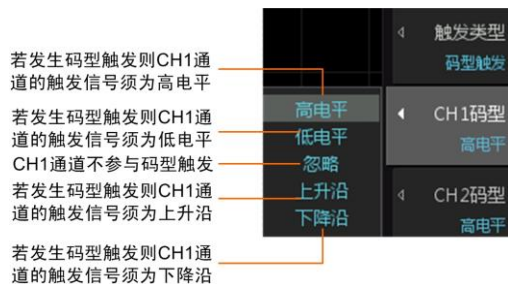 若发生码型触发则CH1通
道的触发信号须为高电平
若发生码型触发则CH1通
道的触发信号须为低电平
CH1通道不参与码型触发
若发生码型触发则CH1通
道的触发信号须为上升沿
若发生码型触发则CH1通
道的触发信号须为下降沿
高电平
低电平
忽略
上升沿
下降沿
触发类型
码型触发
CH1码型
高电平
CH2码型
高电平